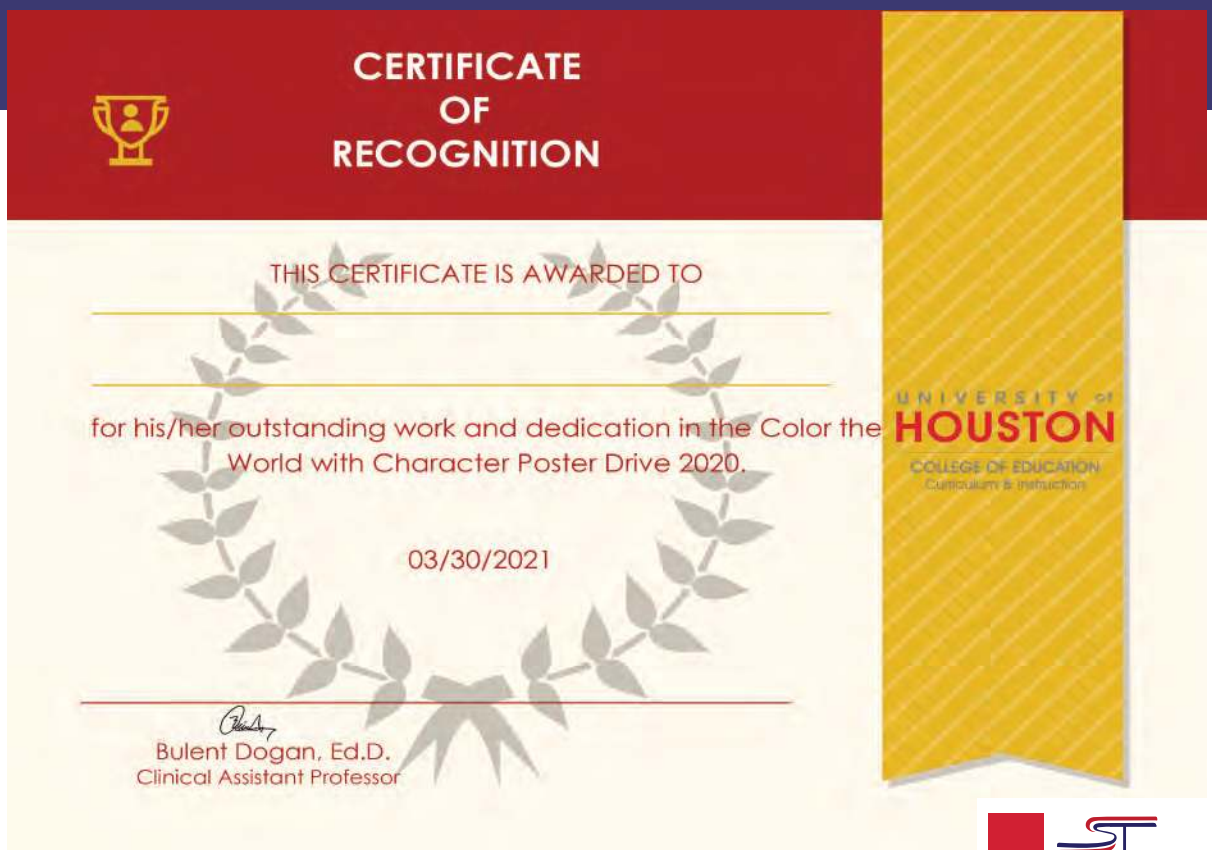 CERTIFICATE
OF
RECOGNITION
THIS CERTIFICATE IS AWARDED TO
for his/her outstanding work and dedication in the Color the
World with Character Poster Drive 2020.
03/30/2021
Bulent Dogan, Ed.D.
Clinical Assistant Professor
UNIVERSITY OF
HOUSTON
COLLEGE OF EDUCATION
Curriculum & Instruction
ST